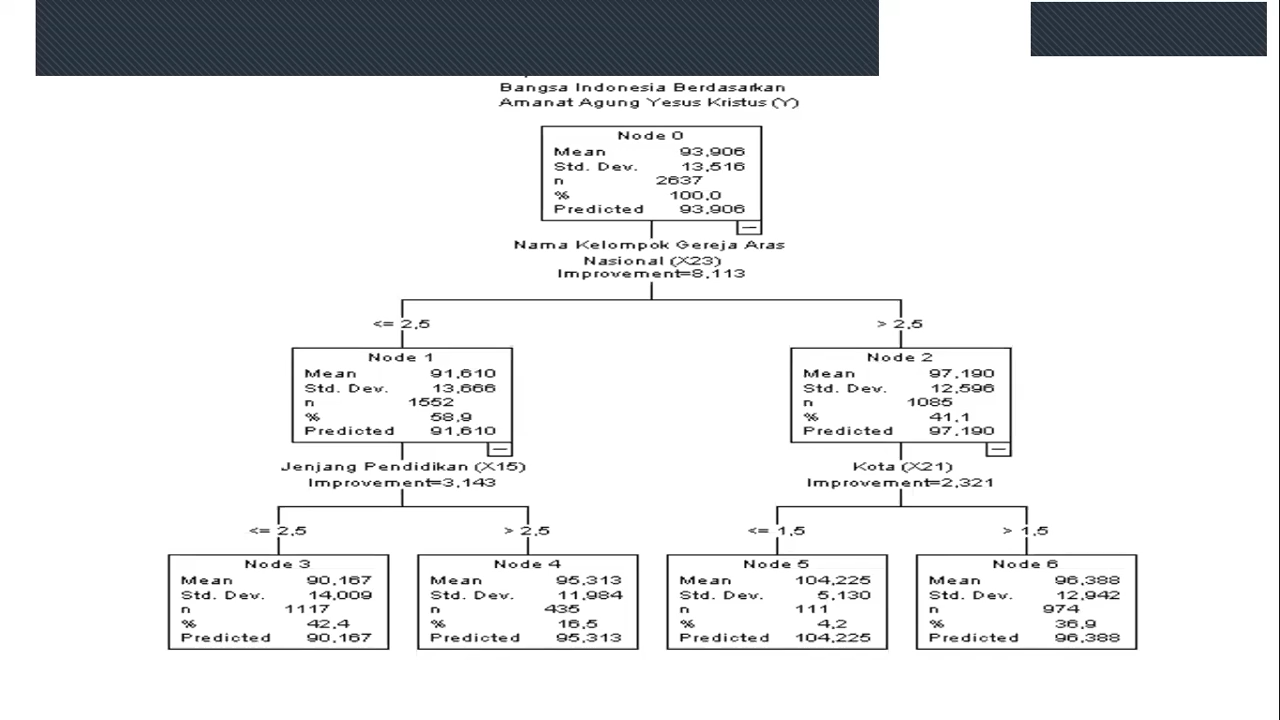 Bangsa Indonesia Berdasarkan
Amanat Agung Yesus Kristus (Y)
Node 0
Mean 93,906
Std. Dev. 13,516
n 2637
% 100,0
Predicted 93,906
Nama Kelompok Gereja Aras
Nasional (X23)
Improvement=8,113
<= 2,5
> 2,5
Node 1
Mean 91,610
Std. Dev. 13,666
n 1552
% 58,9
Predicted 91,610
Node 2
Mean 97,190
Std. Dev. 12,596
n 1085
% 41,1
Predicted 97,190
Jenjang Pendidikan (X15)
Improvement=3,143
Kota (X21)
Improvement=2,321
<= 2,5
> 2,5
<= 1,5
> 1,5
Node 3
Mean 90,167
Std. Dev. 14,009
n 1117
% 42,4
Predicted 90,167
Node 4
Mean 95,313
Std. Dev. 11,984
n 435
% 16,5
Predicted 95,313
Node 5
Mean 104,225
Std. Dev. 5,130
n 111
% 4,2
Predicted 104,225
Node 6
Mean 96,388
Std. Dev. 12,942
n 974
% 36,9
Predicted 96,388